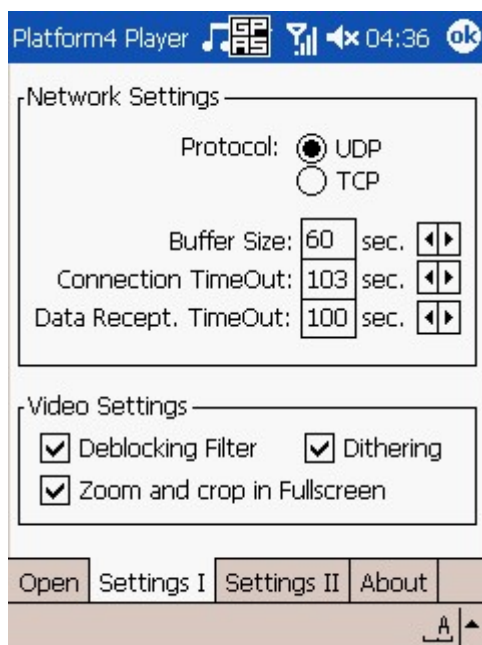 Platform4 Player GPRS 04:36 ok
Network Settings
Protocol: UDP
TCP
Buffer Size: 60 sec.
Connection TimeOut: 103 sec.
Data Recept. TimeOut: 100 sec.
Video Settings
Deblocking Filter Dithering
Zoom and crop in Fullscreen
Open Settings I Settings II About
A